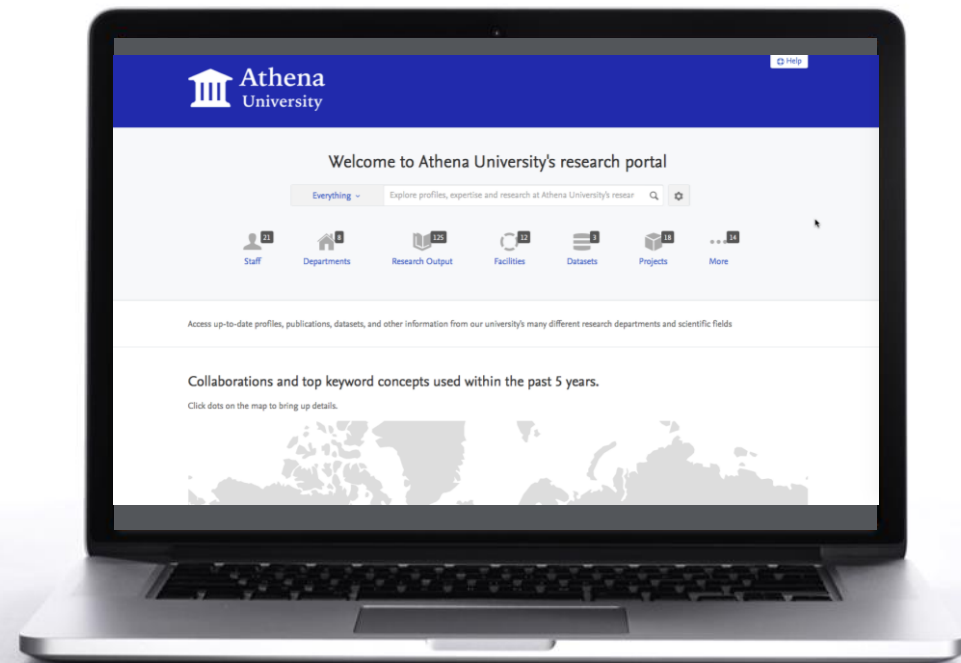 Athena
University
Help
Welcome to Athena University's research portal
Everything
Explore profiles, expertise and research at Athena University's resear
21
8
125
12
3
18
14
Staff
Departments
Research Output
Facilities
Datasets
Projects
More
Access up-to-date profiles, publications, datasets, and other information from our university's many different research departments and scientific fields
Collaborations and top keyword concepts used within the past 5 years.
Click dots on the map to bring up details.